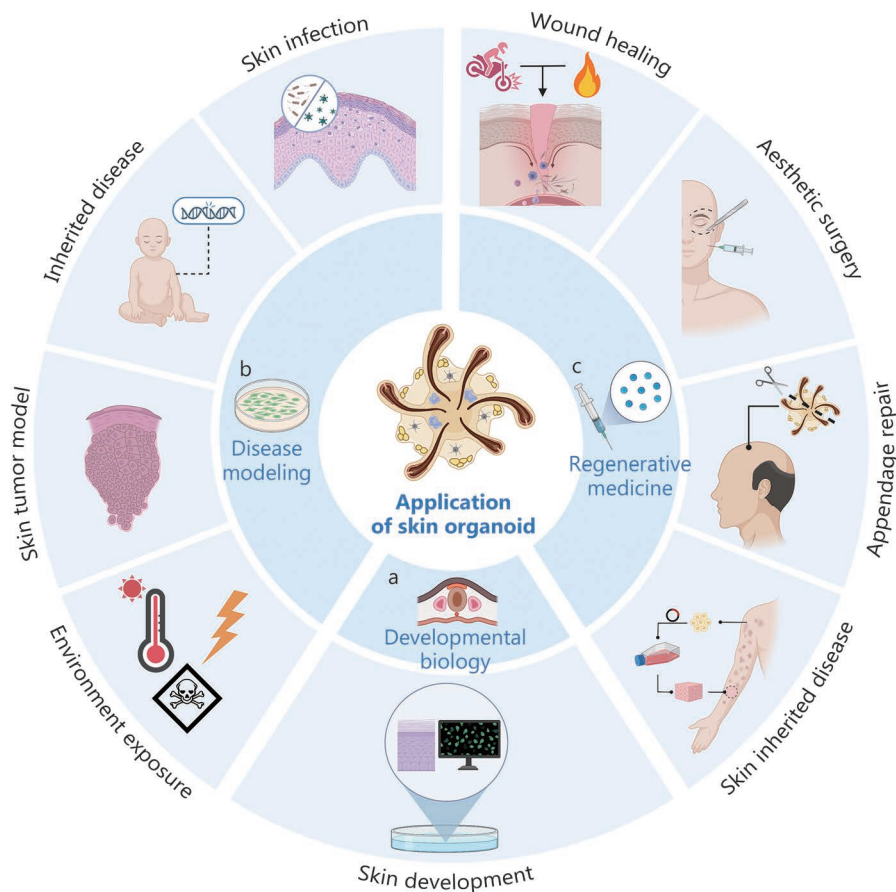 Skin infection
Wound healing
Inherited disease
Aesthetic surgery
b
Disease
modeling
c
Regenerative
medicine
Skin tumor model
Appendage repair
Application
of skin organoid
a
Developmental
biology
Environment exposure
Skin inherited disease
Skin development